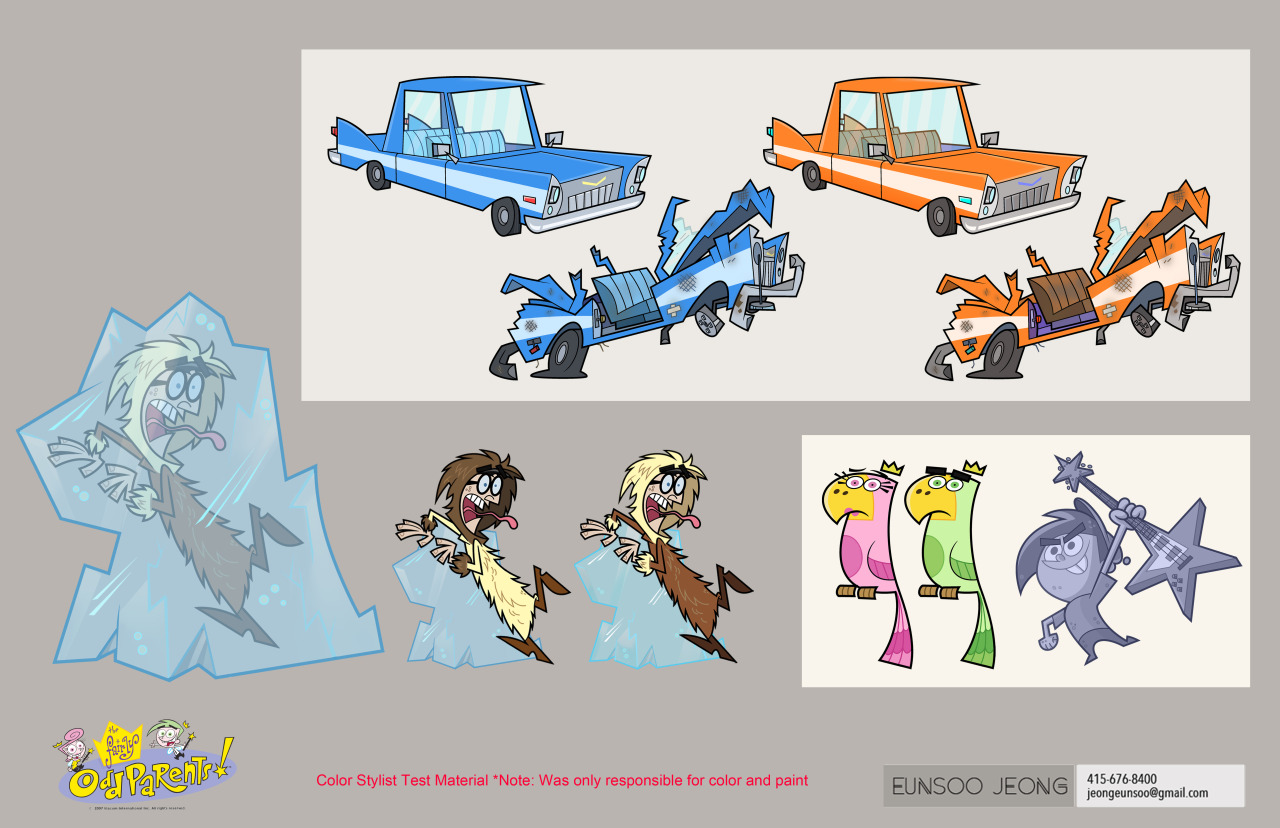 the
fairly
OddParents!
Color Stylist Test Material *Note: Was only responsible for color and paint
EUNSOO JEONG
415-676-8400
jeongeunsoo@gmail.com